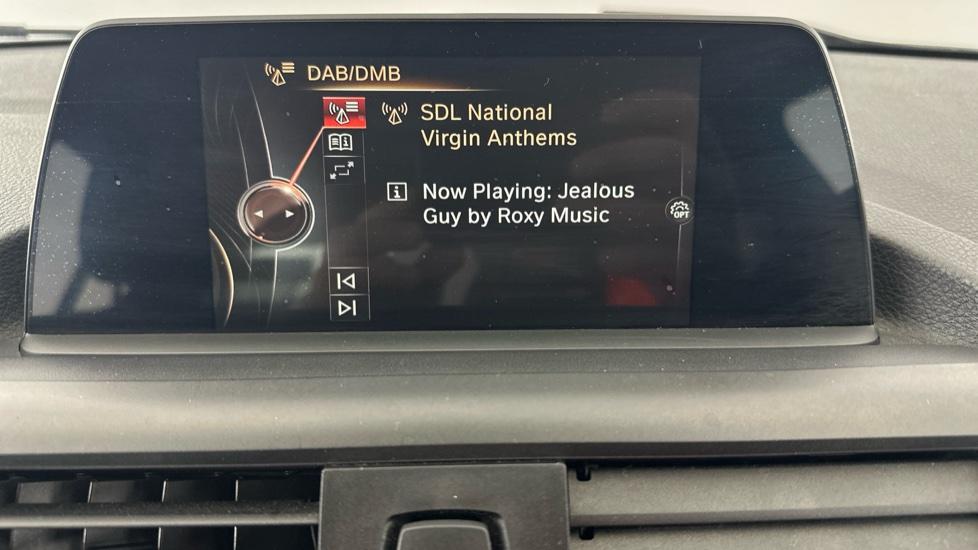 DAB/DMB
SDL National
Virgin Anthems
Now Playing: Jealous
Guy by Roxy Music
OPT